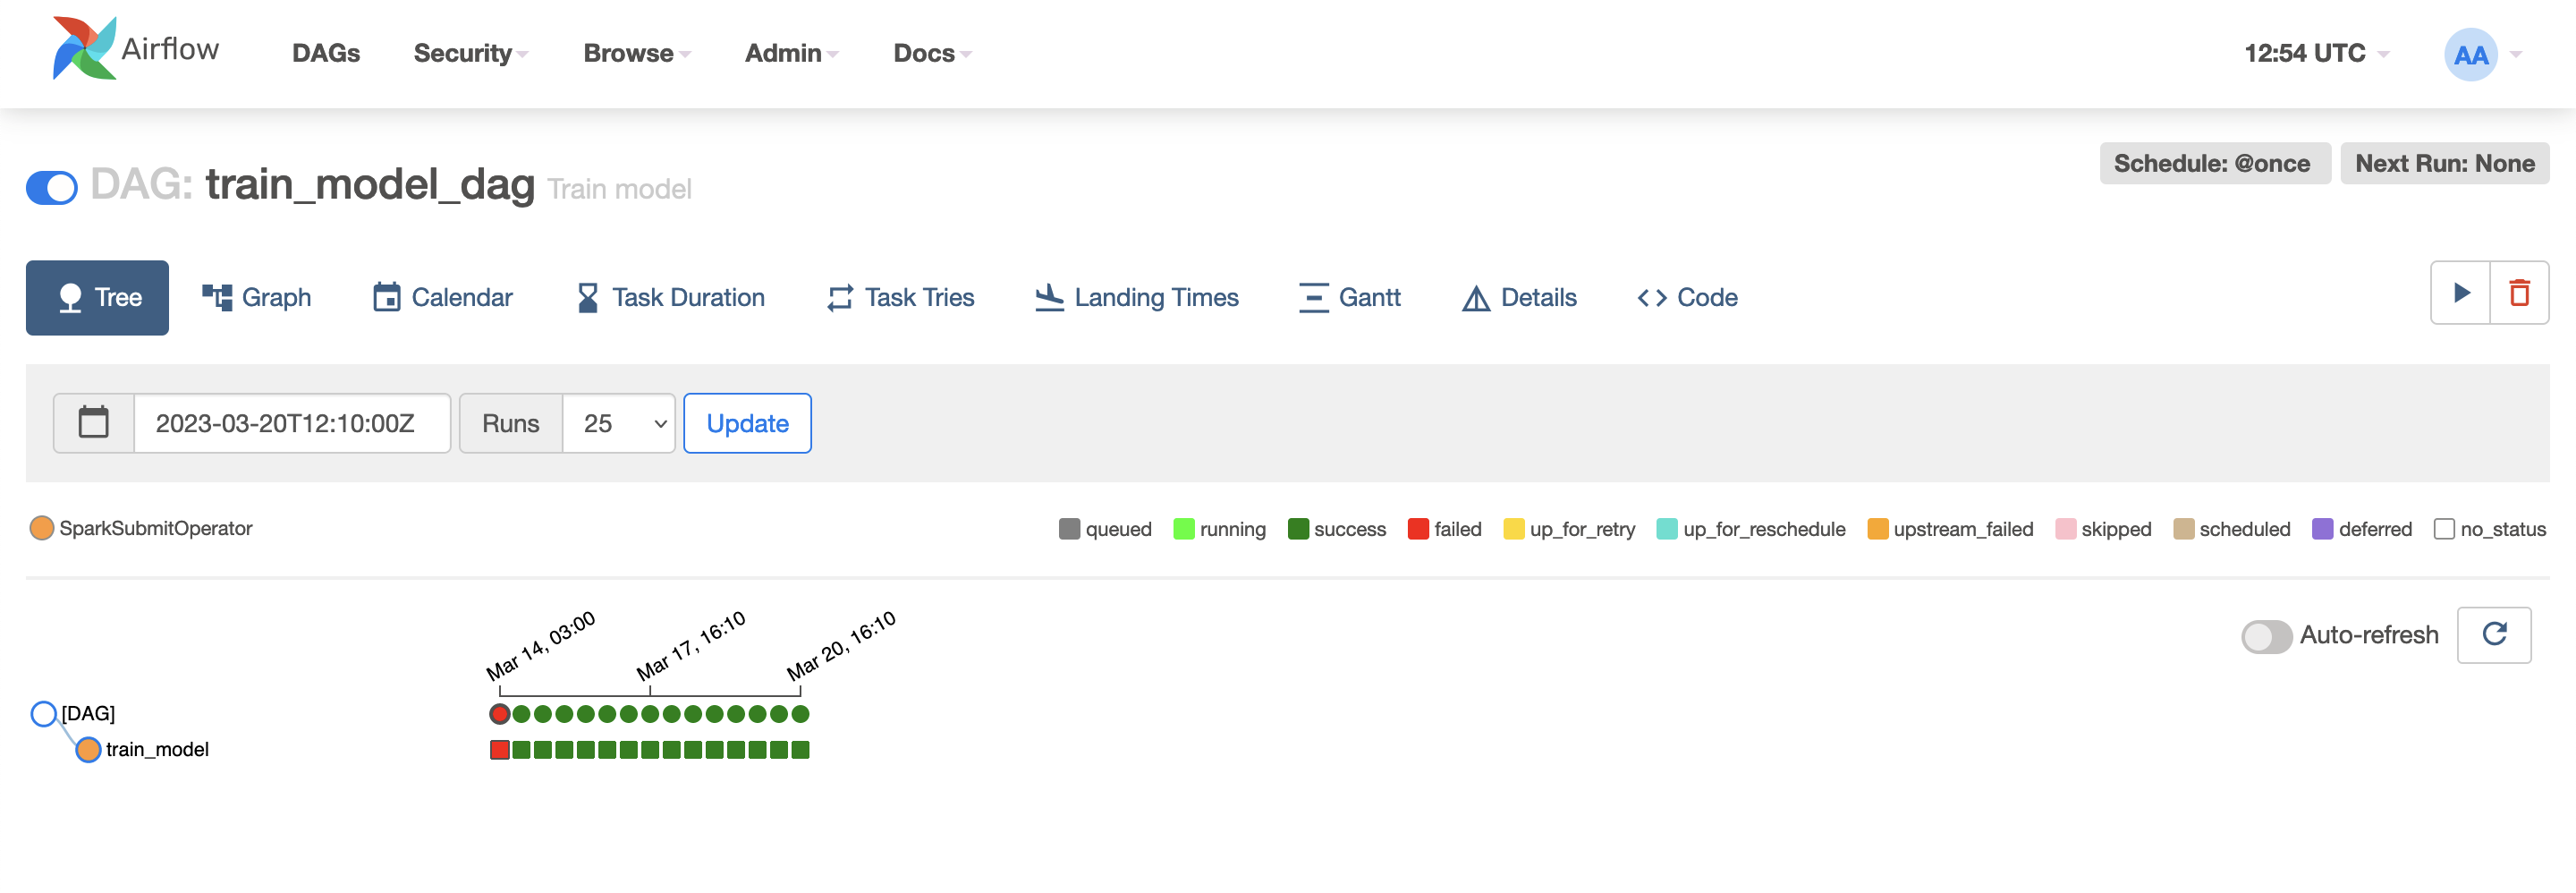 Airflow DAGs Security Browse Admin Docs 12:54 UTC AA
Schedule: @once Next Run: None
DAG: train_model_dag Train model
Tree Graph Calendar Task Duration Task Tries Landing Times Gantt Details Code
2023-03-20T12:10:00Z Runs 25 Update
SparkSubmitOperator queued running success failed up_for_retry up_for_reschedule upstream_failed skipped scheduled deferred no_status
Mar 14, 03:00 Mar 17, 16:10 Mar 20, 16:10
Auto-refresh
[DAG]
train_model